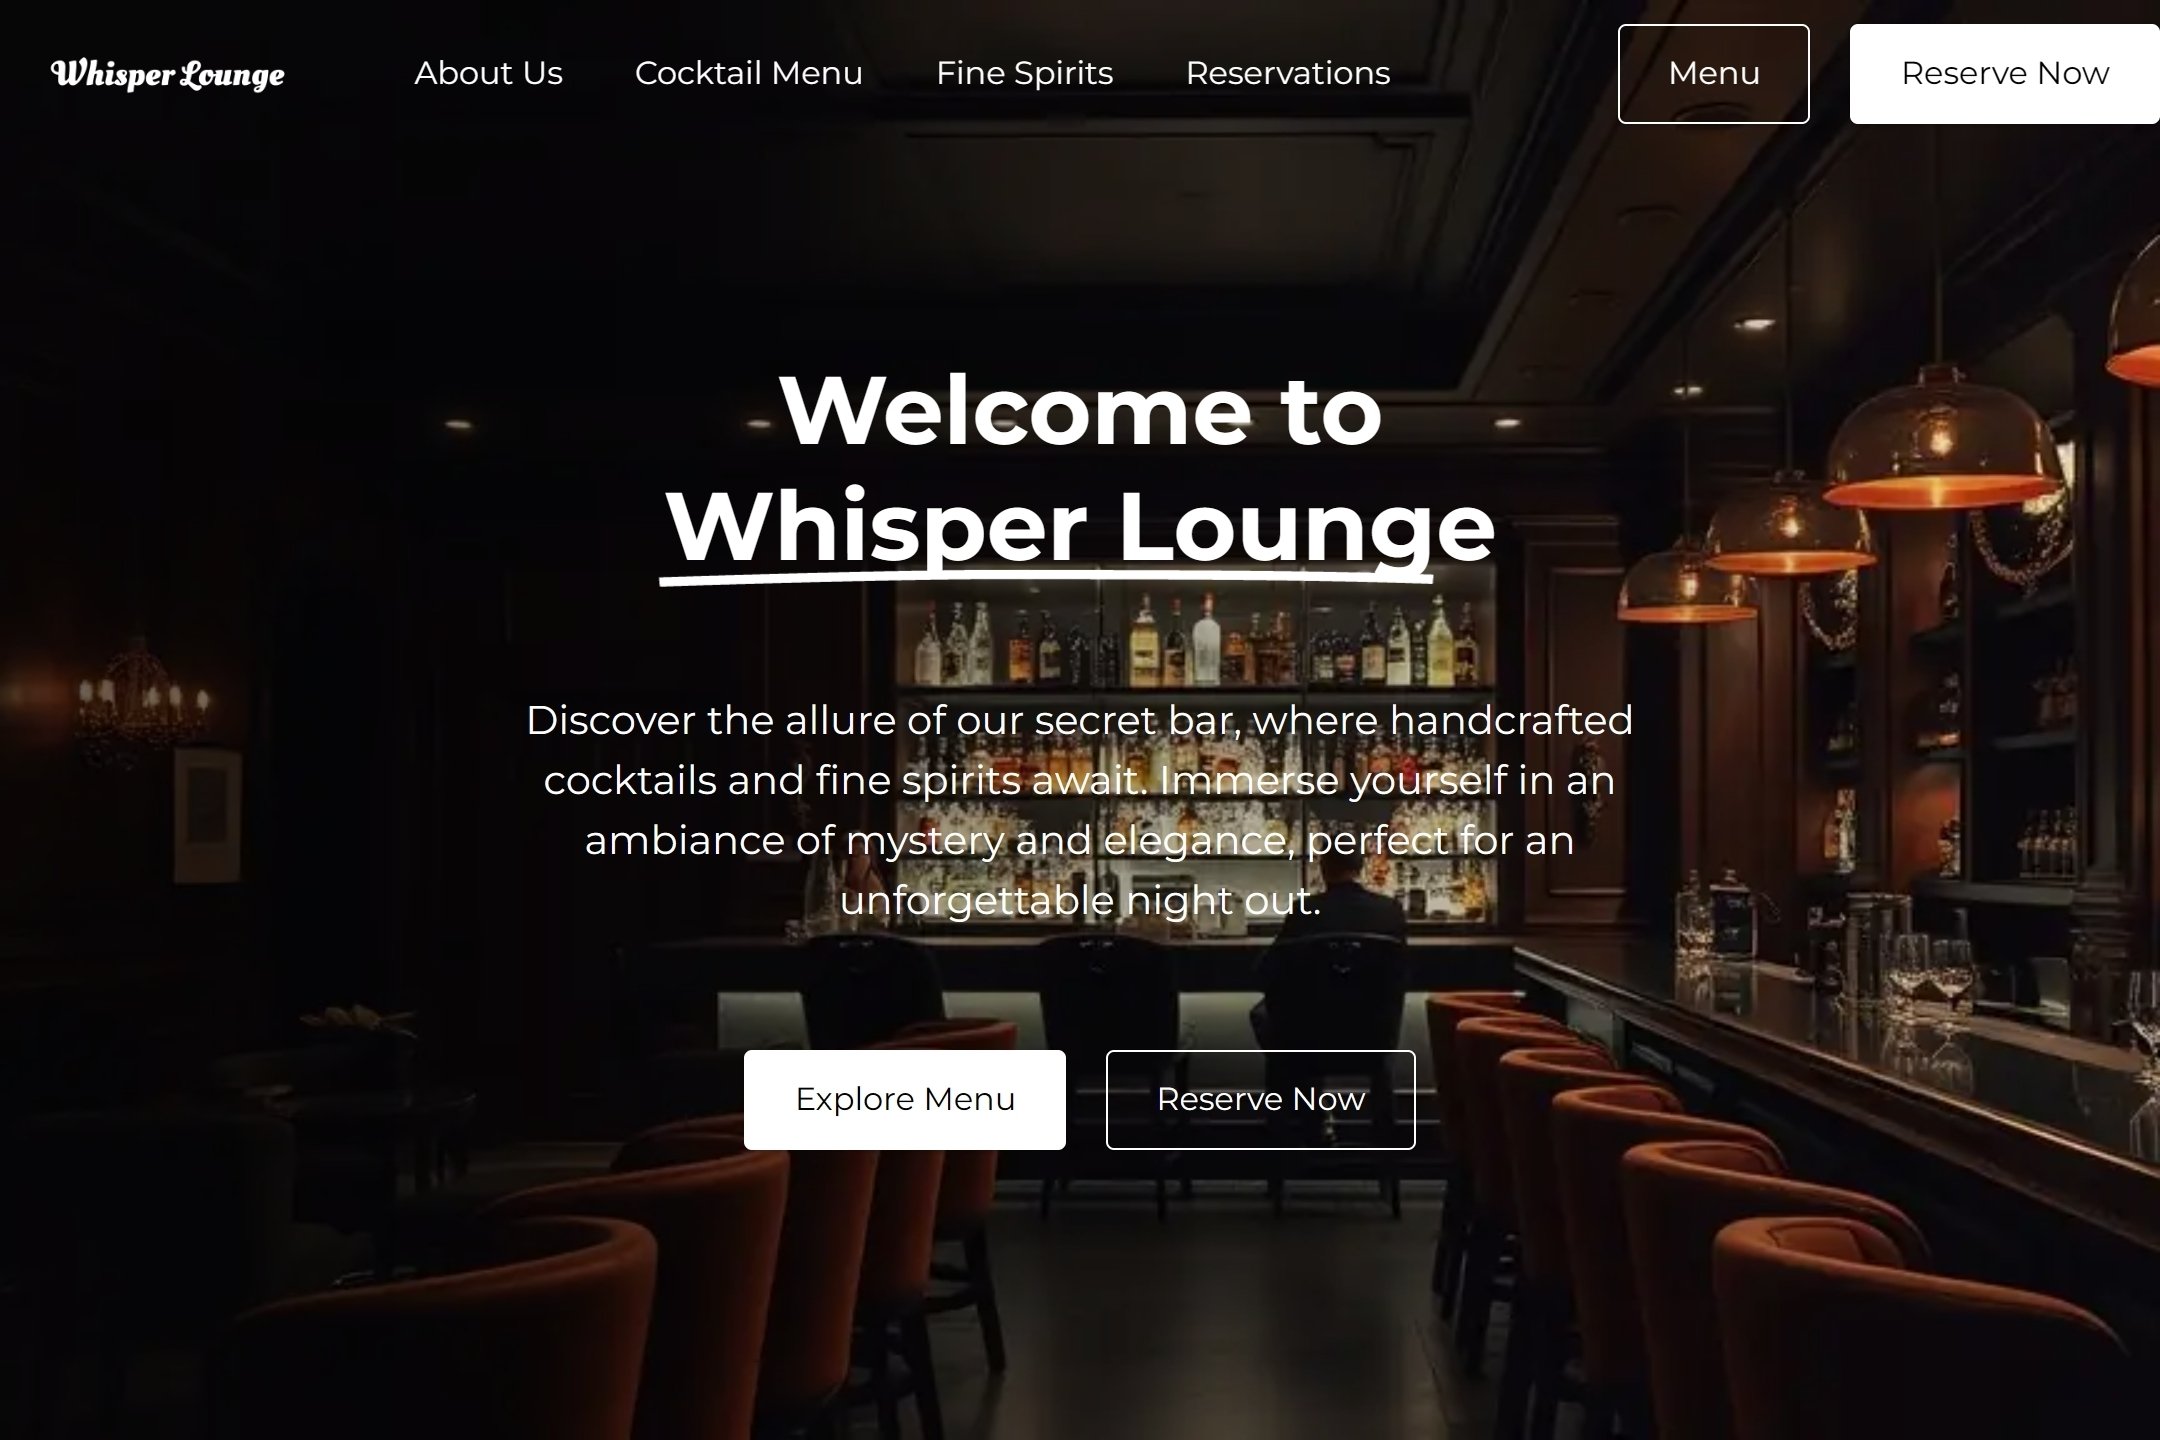 Whisper Lounge
About Us
Cocktail Menu
Fine Spirits
Reservations
Menu
Reserve Now
Welcome to
Whisper Lounge
Discover the allure of our secret bar, where handcrafted
cocktails and fine spirits await. Immerse yourself in an
ambiance of mystery and elegance, perfect for an
unforgettable night out.
Explore Menu
Reserve Now